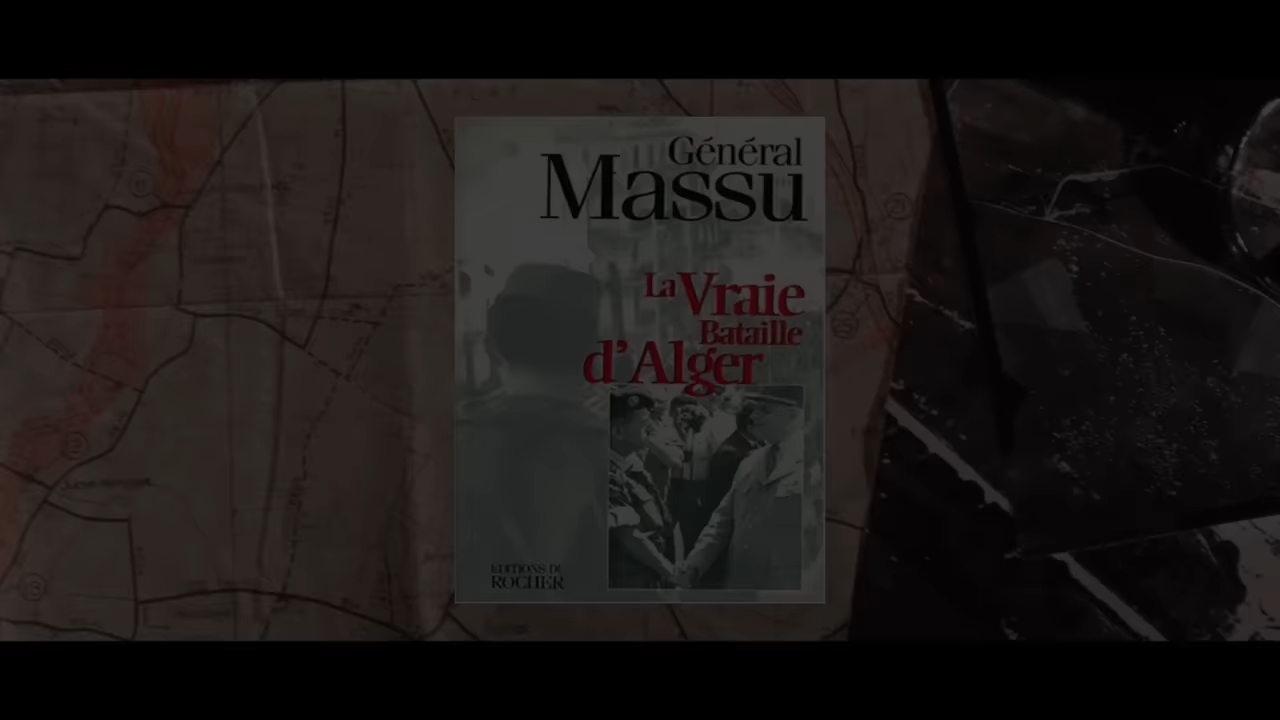 Général
Massu
La Vraie
Bataille
d'Alger
EDITIONS DU
ROCHER